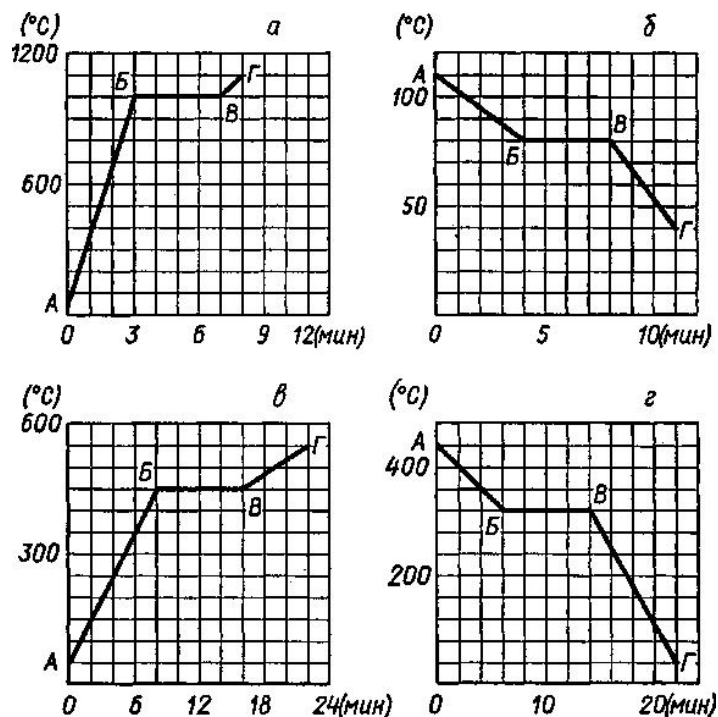 (°C) а
1200
Б
Г
В
600
А
0 3 6 9 12(мин)
(°C) б
А
100
В
Б
50
Г
0 5 10(мин)
(°C) в
600
Г
Б
В
300
А
0 6 12 18 24(мин)
(°C) г
А
400
В
Б
200
Г
0 10 20(мин)